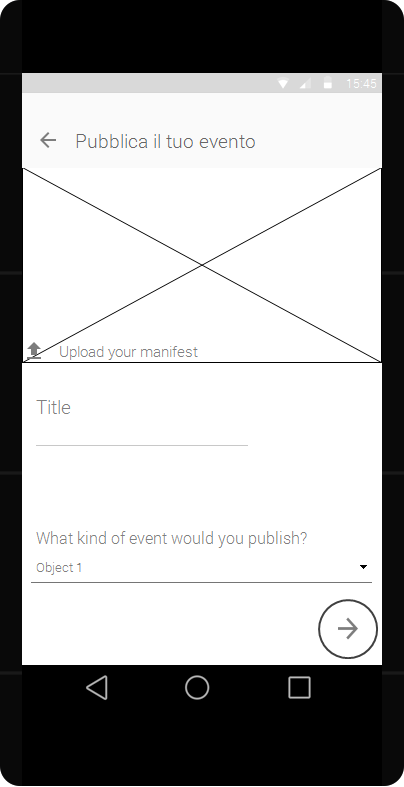 15:45
Pubblica il tuo evento
Upload your manifest
Title
What kind of event would you publish?
Object 1